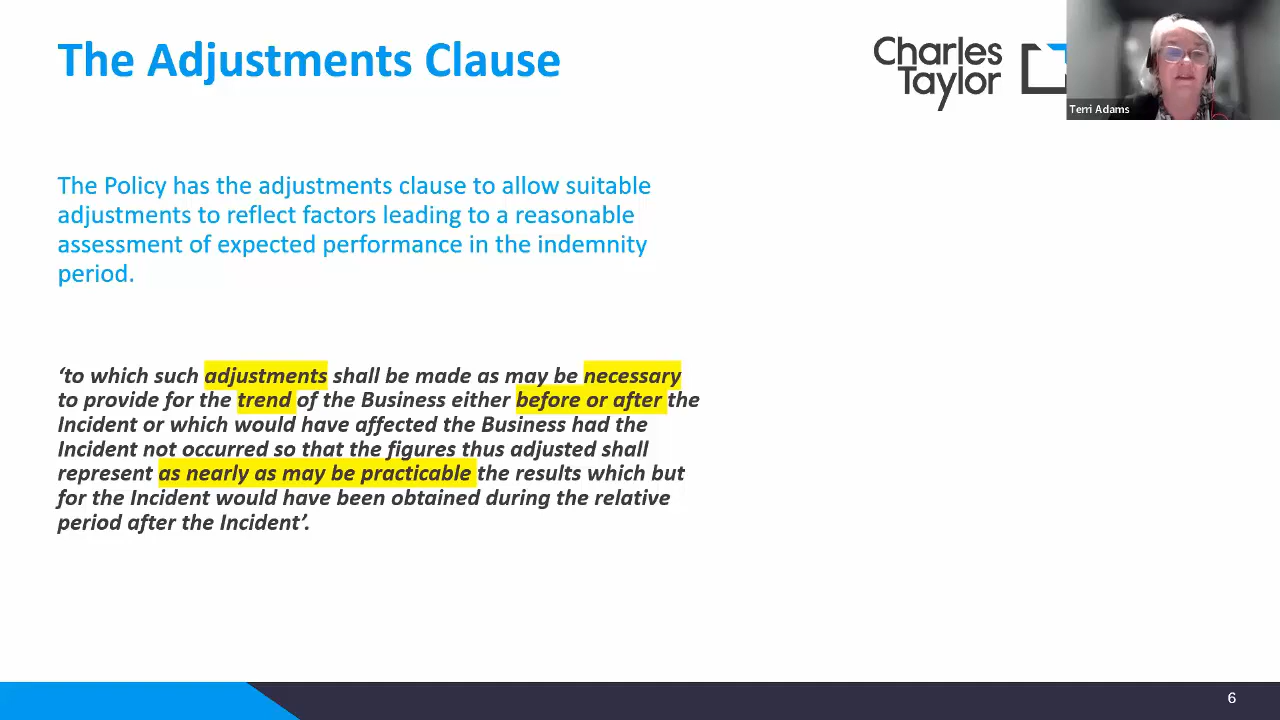 The Adjustments Clause
Charles
Taylor
Terri Adams
The Policy has the adjustments clause to allow suitable
adjustments to reflect factors leading to a reasonable
assessment of expected performance in the indemnity
period.
‘to which such adjustments shall be made as may be necessary
to provide for the trend of the Business either before or after the
Incident or which would have affected the Business had the
Incident not occurred so that the figures thus adjusted shall
represent as nearly as may be practicable the results which but
for the Incident would have been obtained during the relative
period after the Incident’.
6